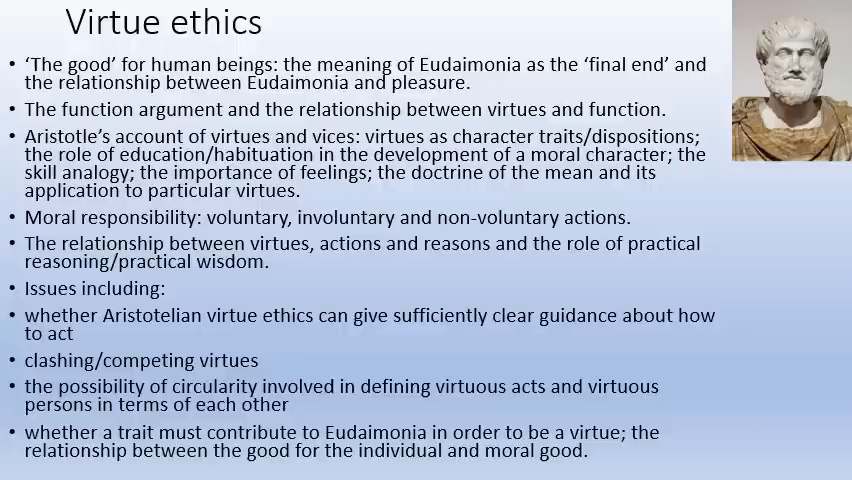 Virtue ethics
• ‘The good’ for human beings: the meaning of Eudaimonia as the ‘final end’ and
the relationship between Eudaimonia and pleasure.
• The function argument and the relationship between virtues and function.
• Aristotle’s account of virtues and vices: virtues as character traits/dispositions;
the role of education/habituation in the development of a moral character; the
skill analogy; the importance of feelings; the doctrine of the mean and its
application to particular virtues.
• Moral responsibility: voluntary, involuntary and non-voluntary actions.
• The relationship between virtues, actions and reasons and the role of practical
reasoning/practical wisdom.
• Issues including:
• whether Aristotelian virtue ethics can give sufficiently clear guidance about how
to act
• clashing/competing virtues
• the possibility of circularity involved in defining virtuous acts and virtuous
persons in terms of each other
• whether a trait must contribute to Eudaimonia in order to be a virtue; the
relationship between the good for the individual and moral good.